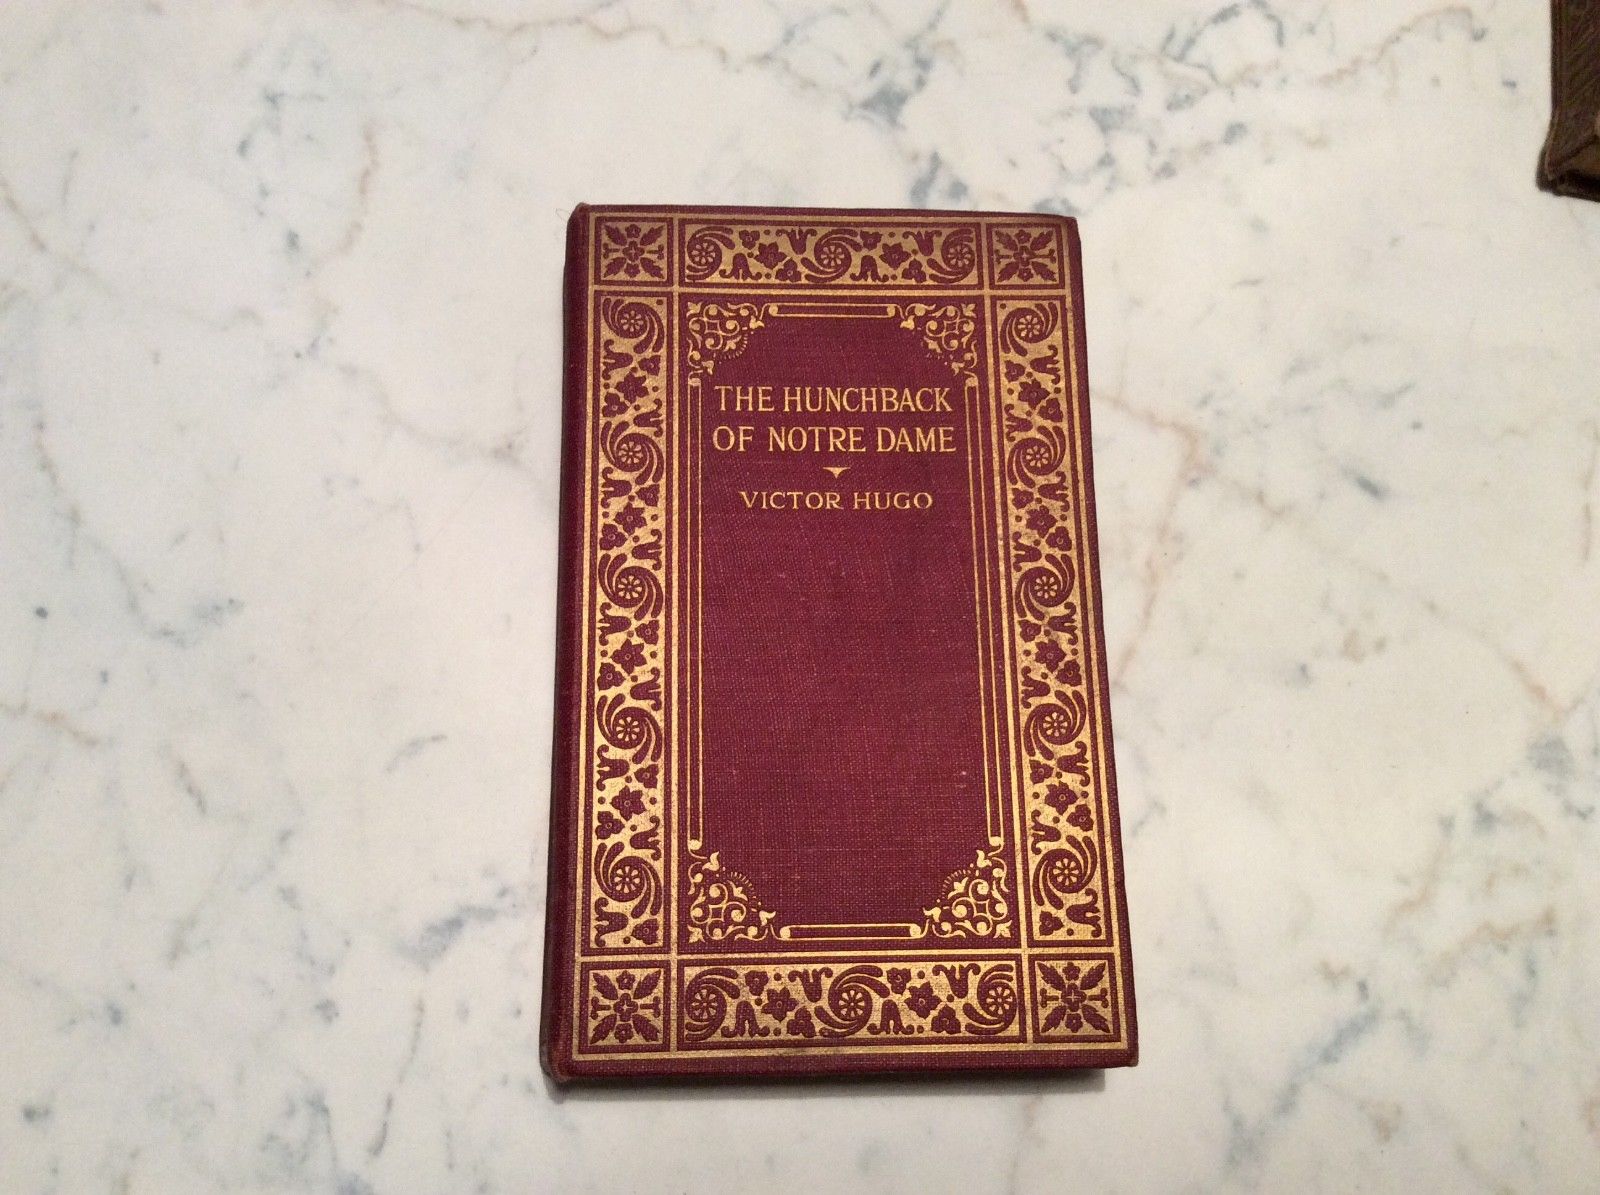 THE HUNCHBACK
OF NOTRE DAME
VICTOR HUGO